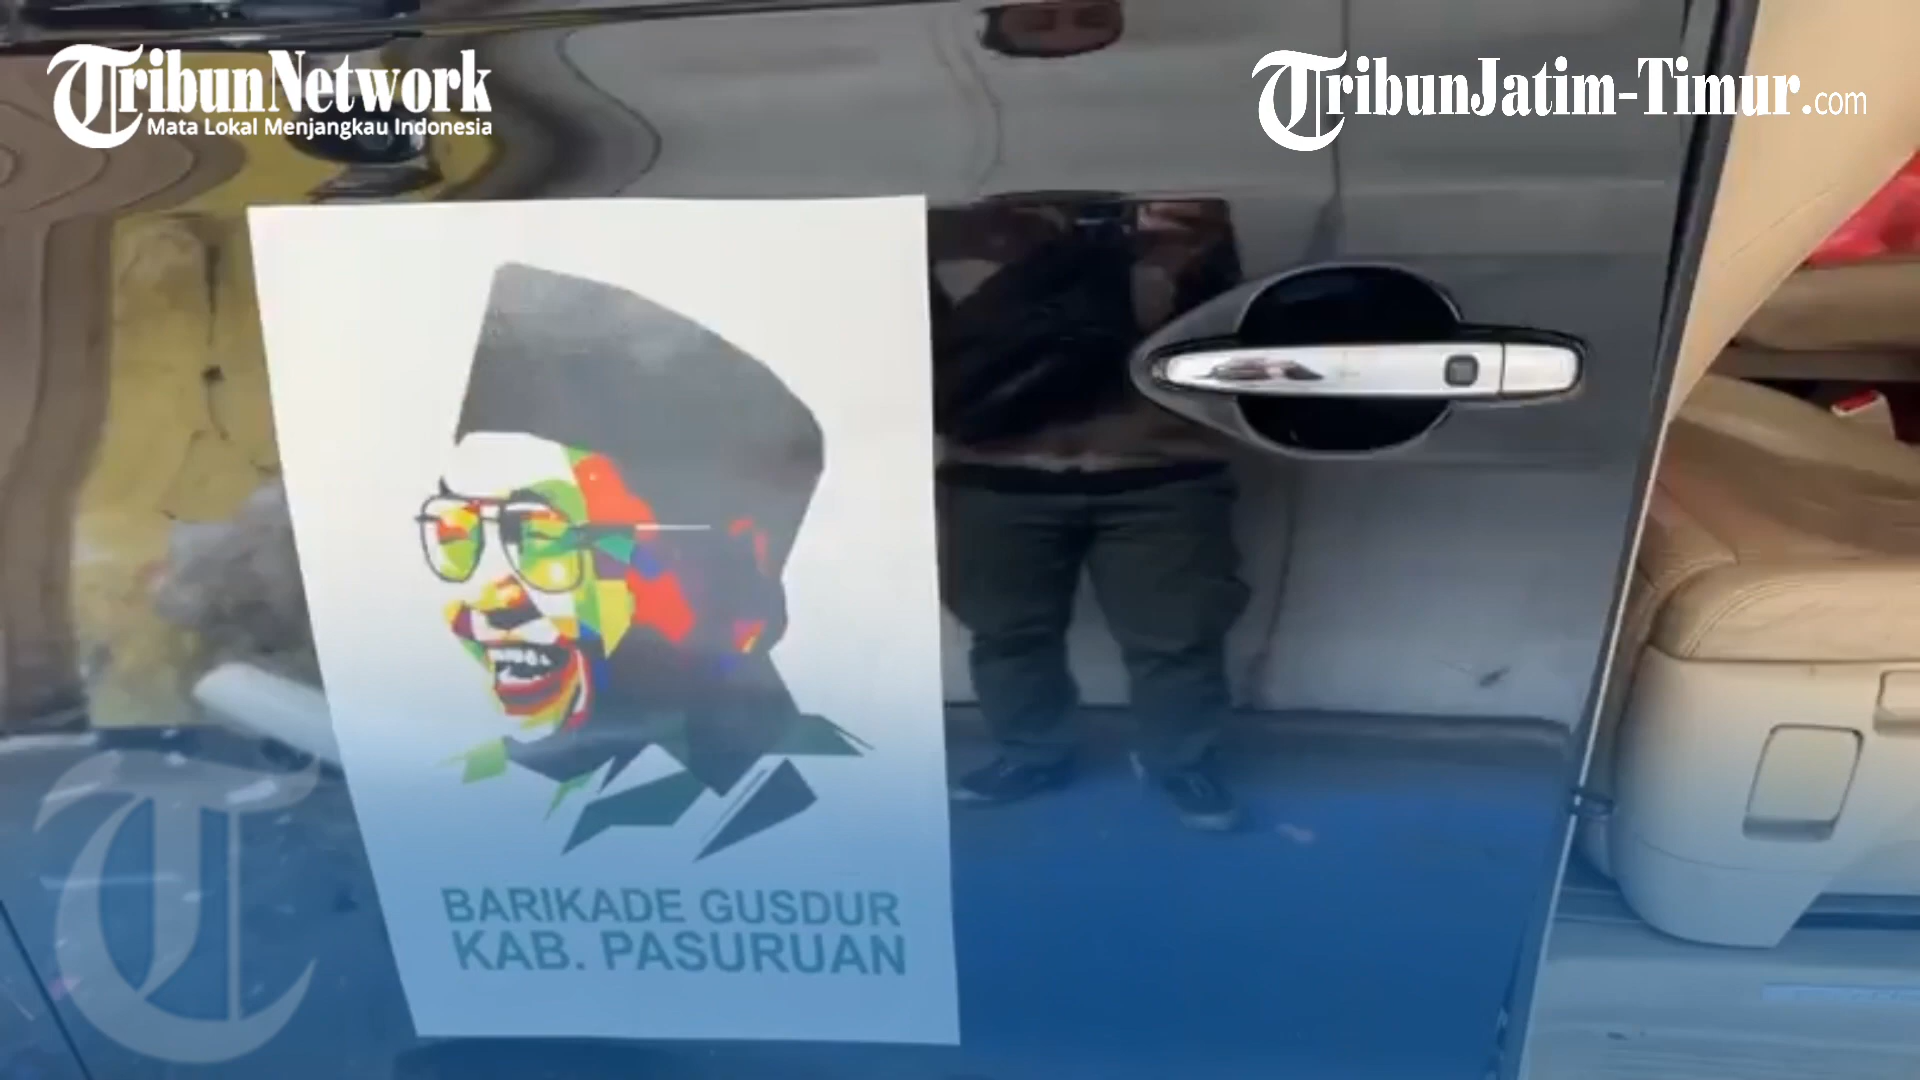 TribunNetwork
Mata Lokal Menjangkau Indonesia
TribunJatim-Timur.com
BARIKADE GUSDUR
KAB. PASURUAN